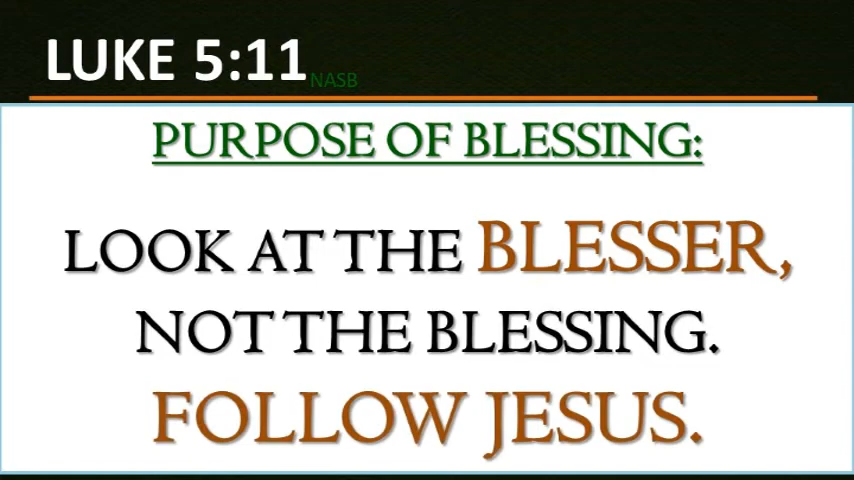 LUKE 5:11 NASB
PURPOSE OF BLESSING:
LOOK AT THE BLESSER,
NOT THE BLESSING.
FOLLOW JESUS.